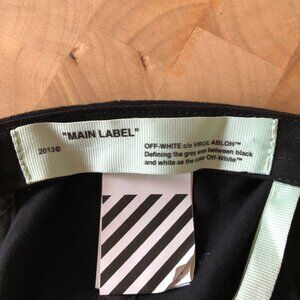 "MAIN LABEL"
2013©
OFF-WHITE c/o VIRGIL ABLOH™
Defining the grey area between black
and white as the color Off-White™